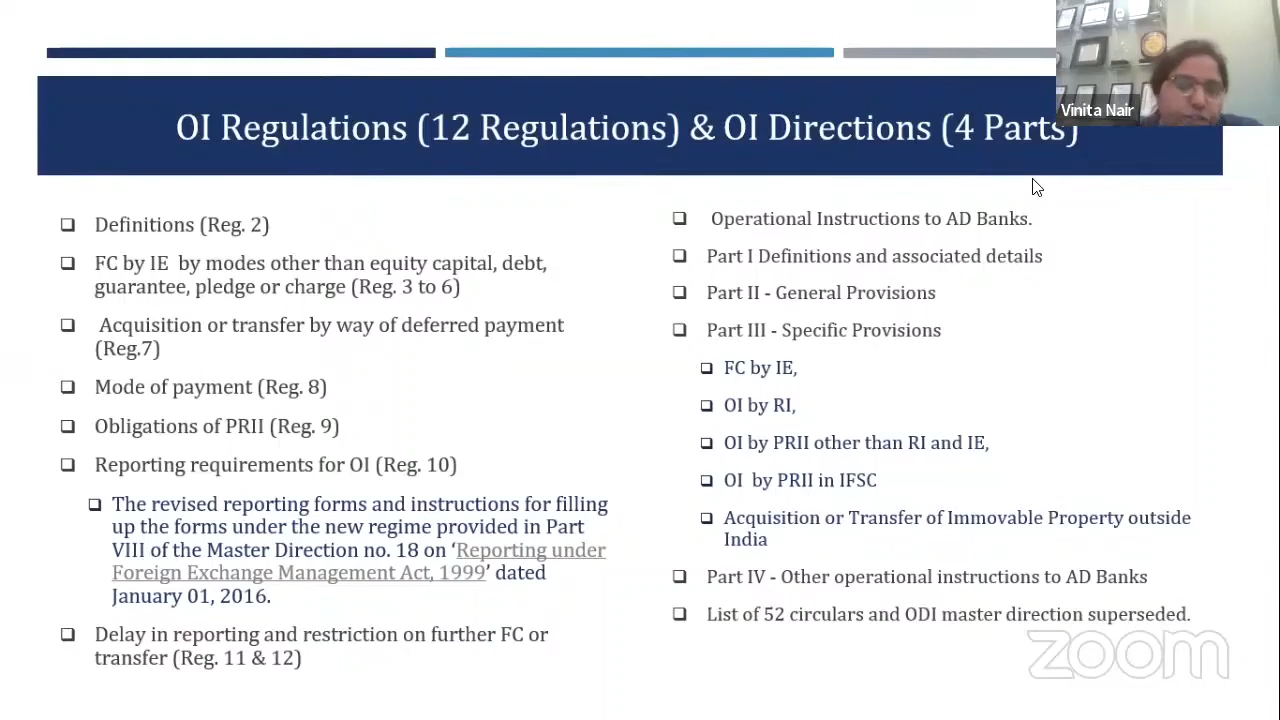 OI Regulations (12 Regulations) & OI Directions (4 Parts)
Vinita Nair
Definitions (Reg. 2)
FC by IE by modes other than equity capital, debt,
guarantee, pledge or charge (Reg. 3 to 6)
Acquisition or transfer by way of deferred payment
(Reg.7)
Mode of payment (Reg. 8)
Obligations of PRII (Reg. 9)
Reporting requirements for OI (Reg. 10)
The revised reporting forms and instructions for filling
up the forms under the new regime provided in Part
VIII of the Master Direction no. 18 on ‘Reporting under
Foreign Exchange Management Act, 1999’ dated
January 01, 2016.
Delay in reporting and restriction on further FC or
transfer (Reg. 11 & 12)
Operational Instructions to AD Banks.
Part I Definitions and associated details
Part II - General Provisions
Part III - Specific Provisions
FC by IE,
OI by RI,
OI by PRII other than RI and IE,
OI by PRII in IFSC
Acquisition or Transfer of Immovable Property outside
India
Part IV - Other operational instructions to AD Banks
List of 52 circulars and ODI master direction superseded.
zoom